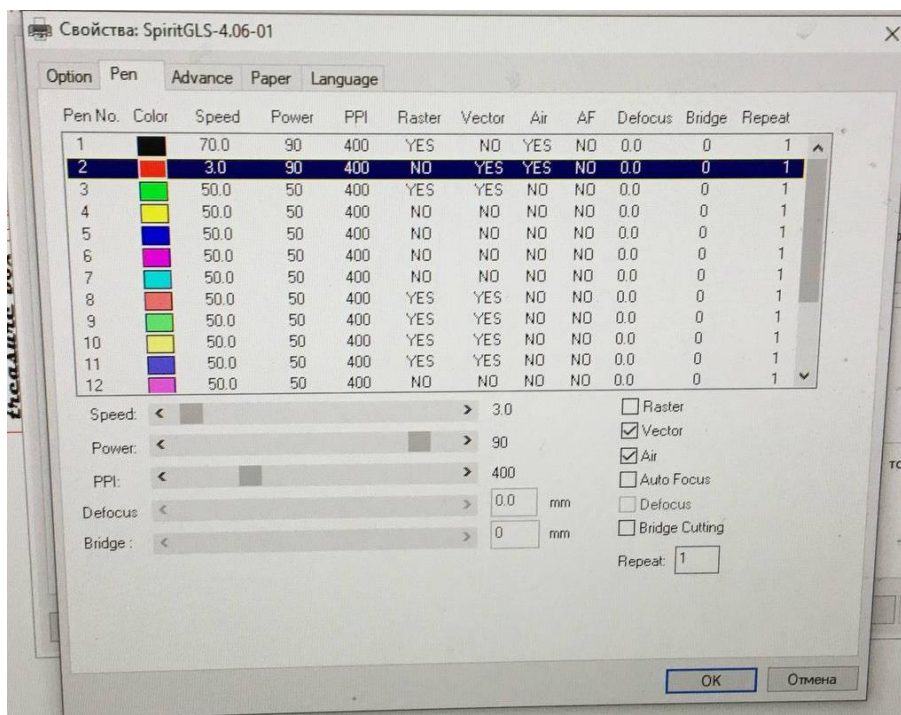 Свойства: SpiritGLS-4.06-01
Option Pen Advance Paper Language
Pen No. Color Speed Power PPI Raster Vector Air AF Defocus Bridge Repeat
1 70.0 90 400 YES NO YES NO 0.0 0 1
2 3.0 90 400 NO YES YES NO 0.0 0 1
3 50.0 50 400 YES YES NO NO 0.0 0 1
4 50.0 50 400 NO NO NO NO 0.0 0 1
5 50.0 50 400 NO NO NO NO 0.0 0 1
6 50.0 50 400 NO NO NO NO 0.0 0 1
7 50.0 50 400 NO NO NO NO 0.0 0 1
8 50.0 50 400 YES YES NO NO 0.0 0 1
9 50.0 50 400 YES YES NO NO 0.0 0 1
10 50.0 50 400 YES YES NO NO 0.0 0 1
11 50.0 50 400 YES YES NO NO 0.0 0 1
12 50.0 50 400 NO NO NO NO 0.0 0 1
Speed: 3.0 Raster
Power: 90 Vector
Air
PPI: 400 Auto Focus
Defocus 0.0 mm Defocus
Bridge : 0 mm Bridge Cutting
Repeat: 1
OK Отмена